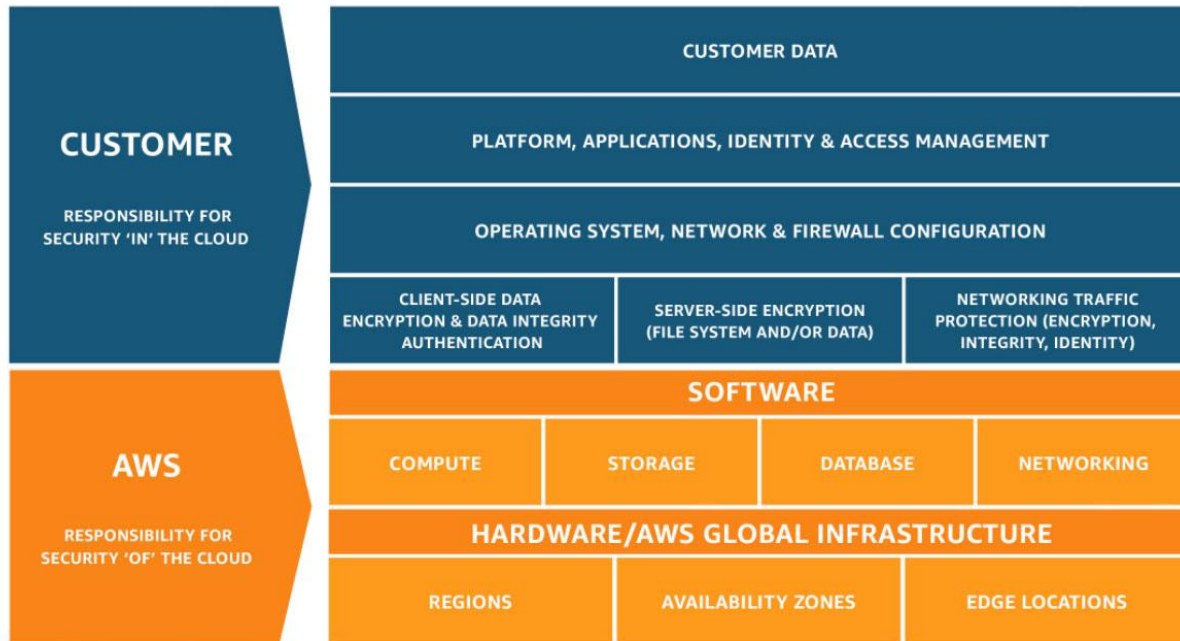 CUSTOMER
RESPONSIBILITY FOR
SECURITY ‘IN’ THE CLOUD
CUSTOMER DATA
PLATFORM, APPLICATIONS, IDENTITY & ACCESS MANAGEMENT
OPERATING SYSTEM, NETWORK & FIREWALL CONFIGURATION
CLIENT-SIDE DATA
ENCRYPTION & DATA INTEGRITY
AUTHENTICATION
SERVER-SIDE ENCRYPTION
(FILE SYSTEM AND/OR DATA)
NETWORKING TRAFFIC
PROTECTION (ENCRYPTION,
INTEGRITY, IDENTITY)
AWS
RESPONSIBILITY FOR
SECURITY ‘OF’ THE CLOUD
SOFTWARE
COMPUTE
STORAGE
DATABASE
NETWORKING
HARDWARE/AWS GLOBAL INFRASTRUCTURE
REGIONS
AVAILABILITY ZONES
EDGE LOCATIONS